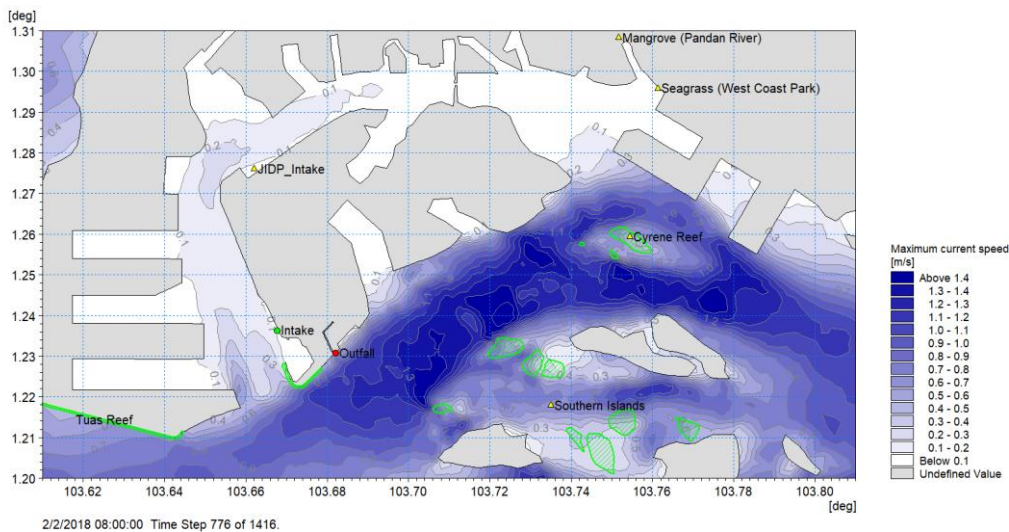 [deg]
1.31
Mangrove (Pandan River)
1.30
Seagrass (West Coast Park)
1.29
1.28
JIDP_Intake
1.27
1.26
Cyrene Reef
1.25
1.24
Intake
1.23
Outfall
1.22
Southern Islands
Tuas Reef
1.21
1.20
103.62 103.64 103.66 103.68 103.70 103.72 103.74 103.76 103.78 103.80
[deg]
2/2/2018 08:00:00 Time Step 776 of 1416.
Maximum current speed
[m/s]
Above 1.4
1.3 - 1.4
1.2 - 1.3
1.1 - 1.2
1.0 - 1.1
0.9 - 1.0
0.8 - 0.9
0.7 - 0.8
0.6 - 0.7
0.5 - 0.6
0.4 - 0.5
0.3 - 0.4
0.2 - 0.3
0.1 - 0.2
Below 0.1
Undefined Value